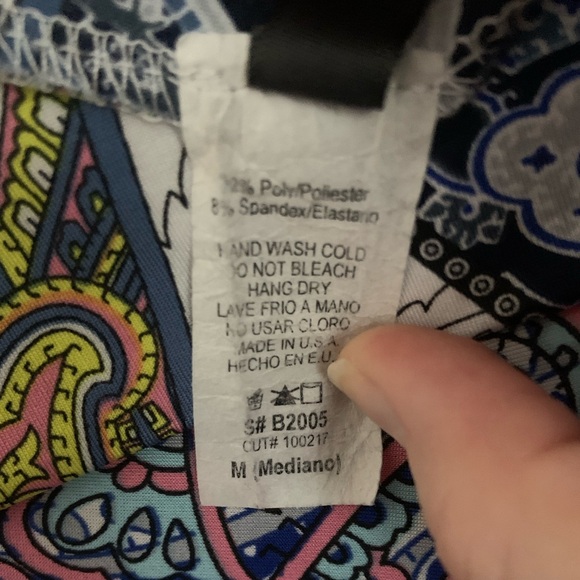 92% Poly/Poliester
8% Spandex/Elastano
HAND WASH COLD
DO NOT BLEACH
HANG DRY
LAVE FRIO A MANO
NO USAR CLORO
MADE IN U.S.A
HECHO EN E.U.
S# B2005
CUT# 100217
M (Mediano)